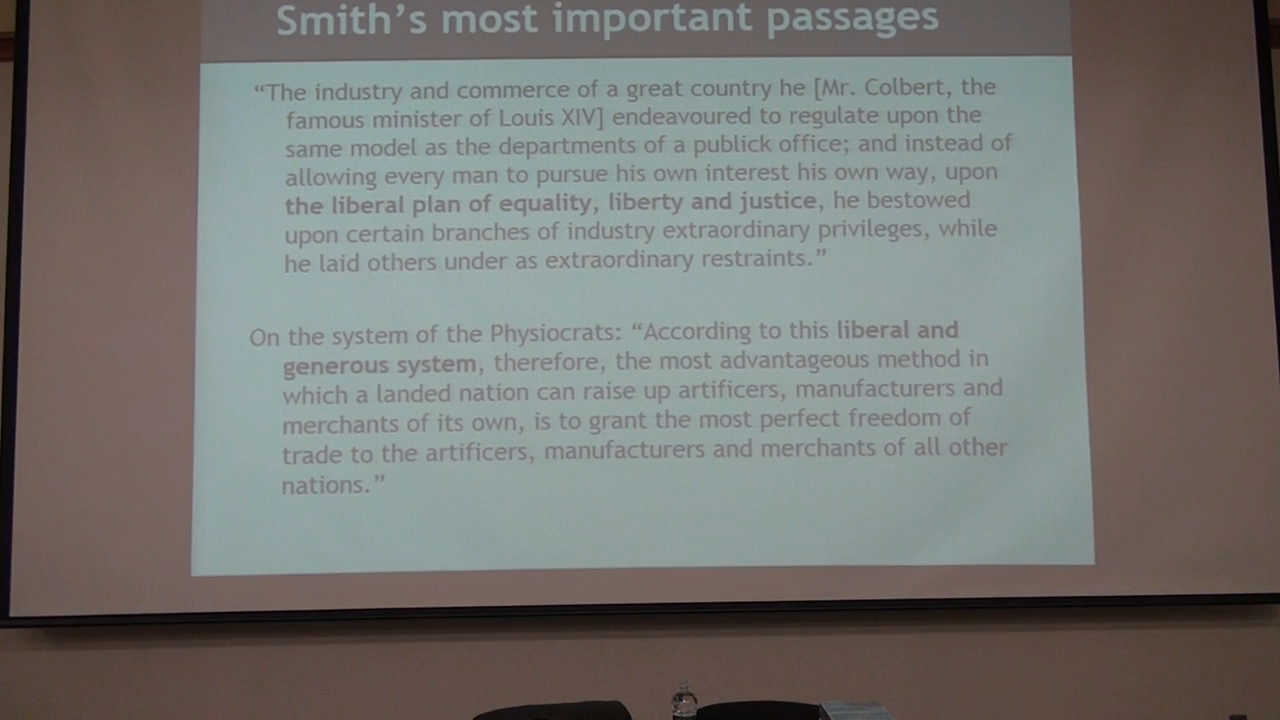 Smith’s most important passages
“The industry and commerce of a great country he [Mr. Colbert, the
famous minister of Louis XIV] endeavoured to regulate upon the
same model as the departments of a publick office; and instead of
allowing every man to pursue his own interest his own way, upon
the liberal plan of equality, liberty and justice, he bestowed
upon certain branches of industry extraordinary privileges, while
he laid others under as extraordinary restraints.”
On the system of the Physiocrats: “According to this liberal and
generous system, therefore, the most advantageous method in
which a landed nation can raise up artificers, manufacturers and
merchants of its own, is to grant the most perfect freedom of
trade to the artificers, manufacturers and merchants of all other
nations.”